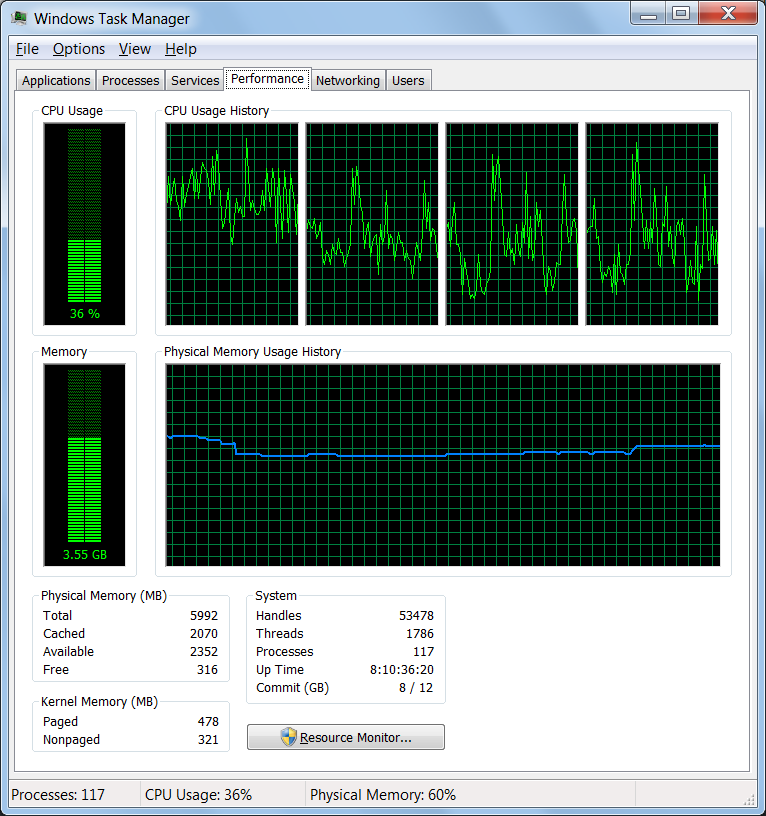 Windows Task Manager
File Options View Help
Applications Processes Services Performance Networking Users
CPU Usage CPU Usage History
36 %
Memory Physical Memory Usage History
3.55 GB
Physical Memory (MB)
Total 5992
Cached 2070
Available 2352
Free 316
Kernel Memory (MB)
Paged 478
Nonpaged 321
System
Handles 53478
Threads 1786
Processes 117
Up Time 8:10:36:20
Commit (GB) 8 / 12
Resource Monitor...
Processes: 117 CPU Usage: 36% Physical Memory: 60%